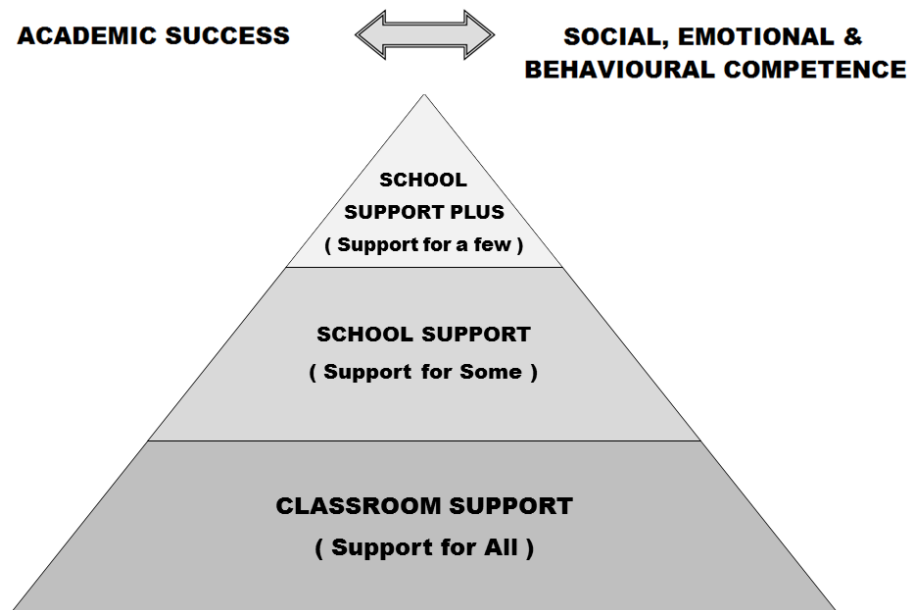 ACADEMIC SUCCESS
SOCIAL, EMOTIONAL &
BEHAVIOURAL COMPETENCE
SCHOOL
SUPPORT PLUS
( Support for a few )
SCHOOL SUPPORT
( Support for Some )
CLASSROOM SUPPORT
( Support for All )